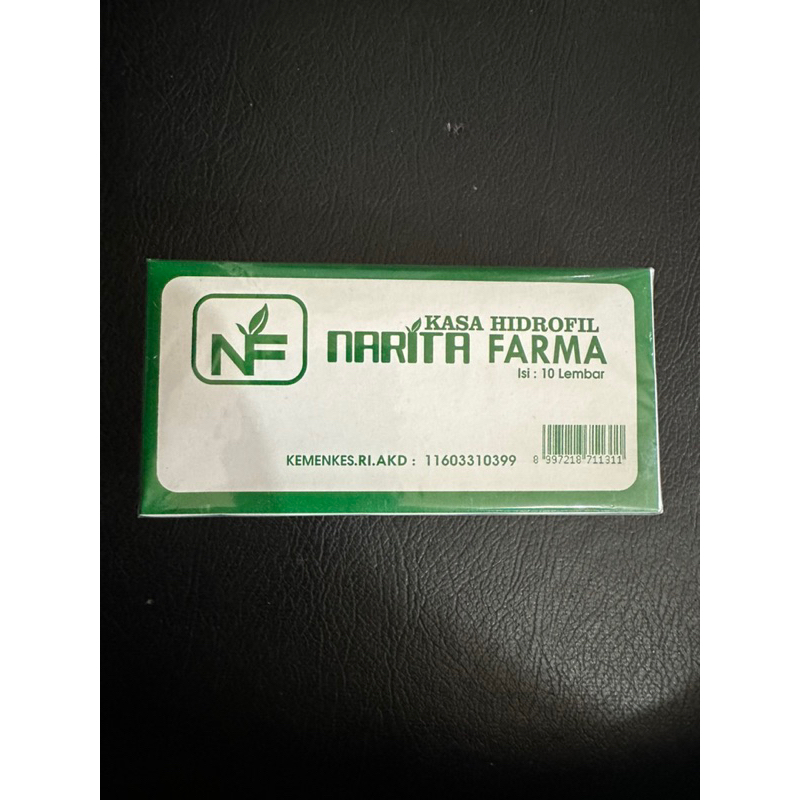 NF
KASA HIDROFIL
NARITA FARMA
Isi : 10 Lembar
KEMENKES.RI.AKD : 11603310399
8 997218 711311